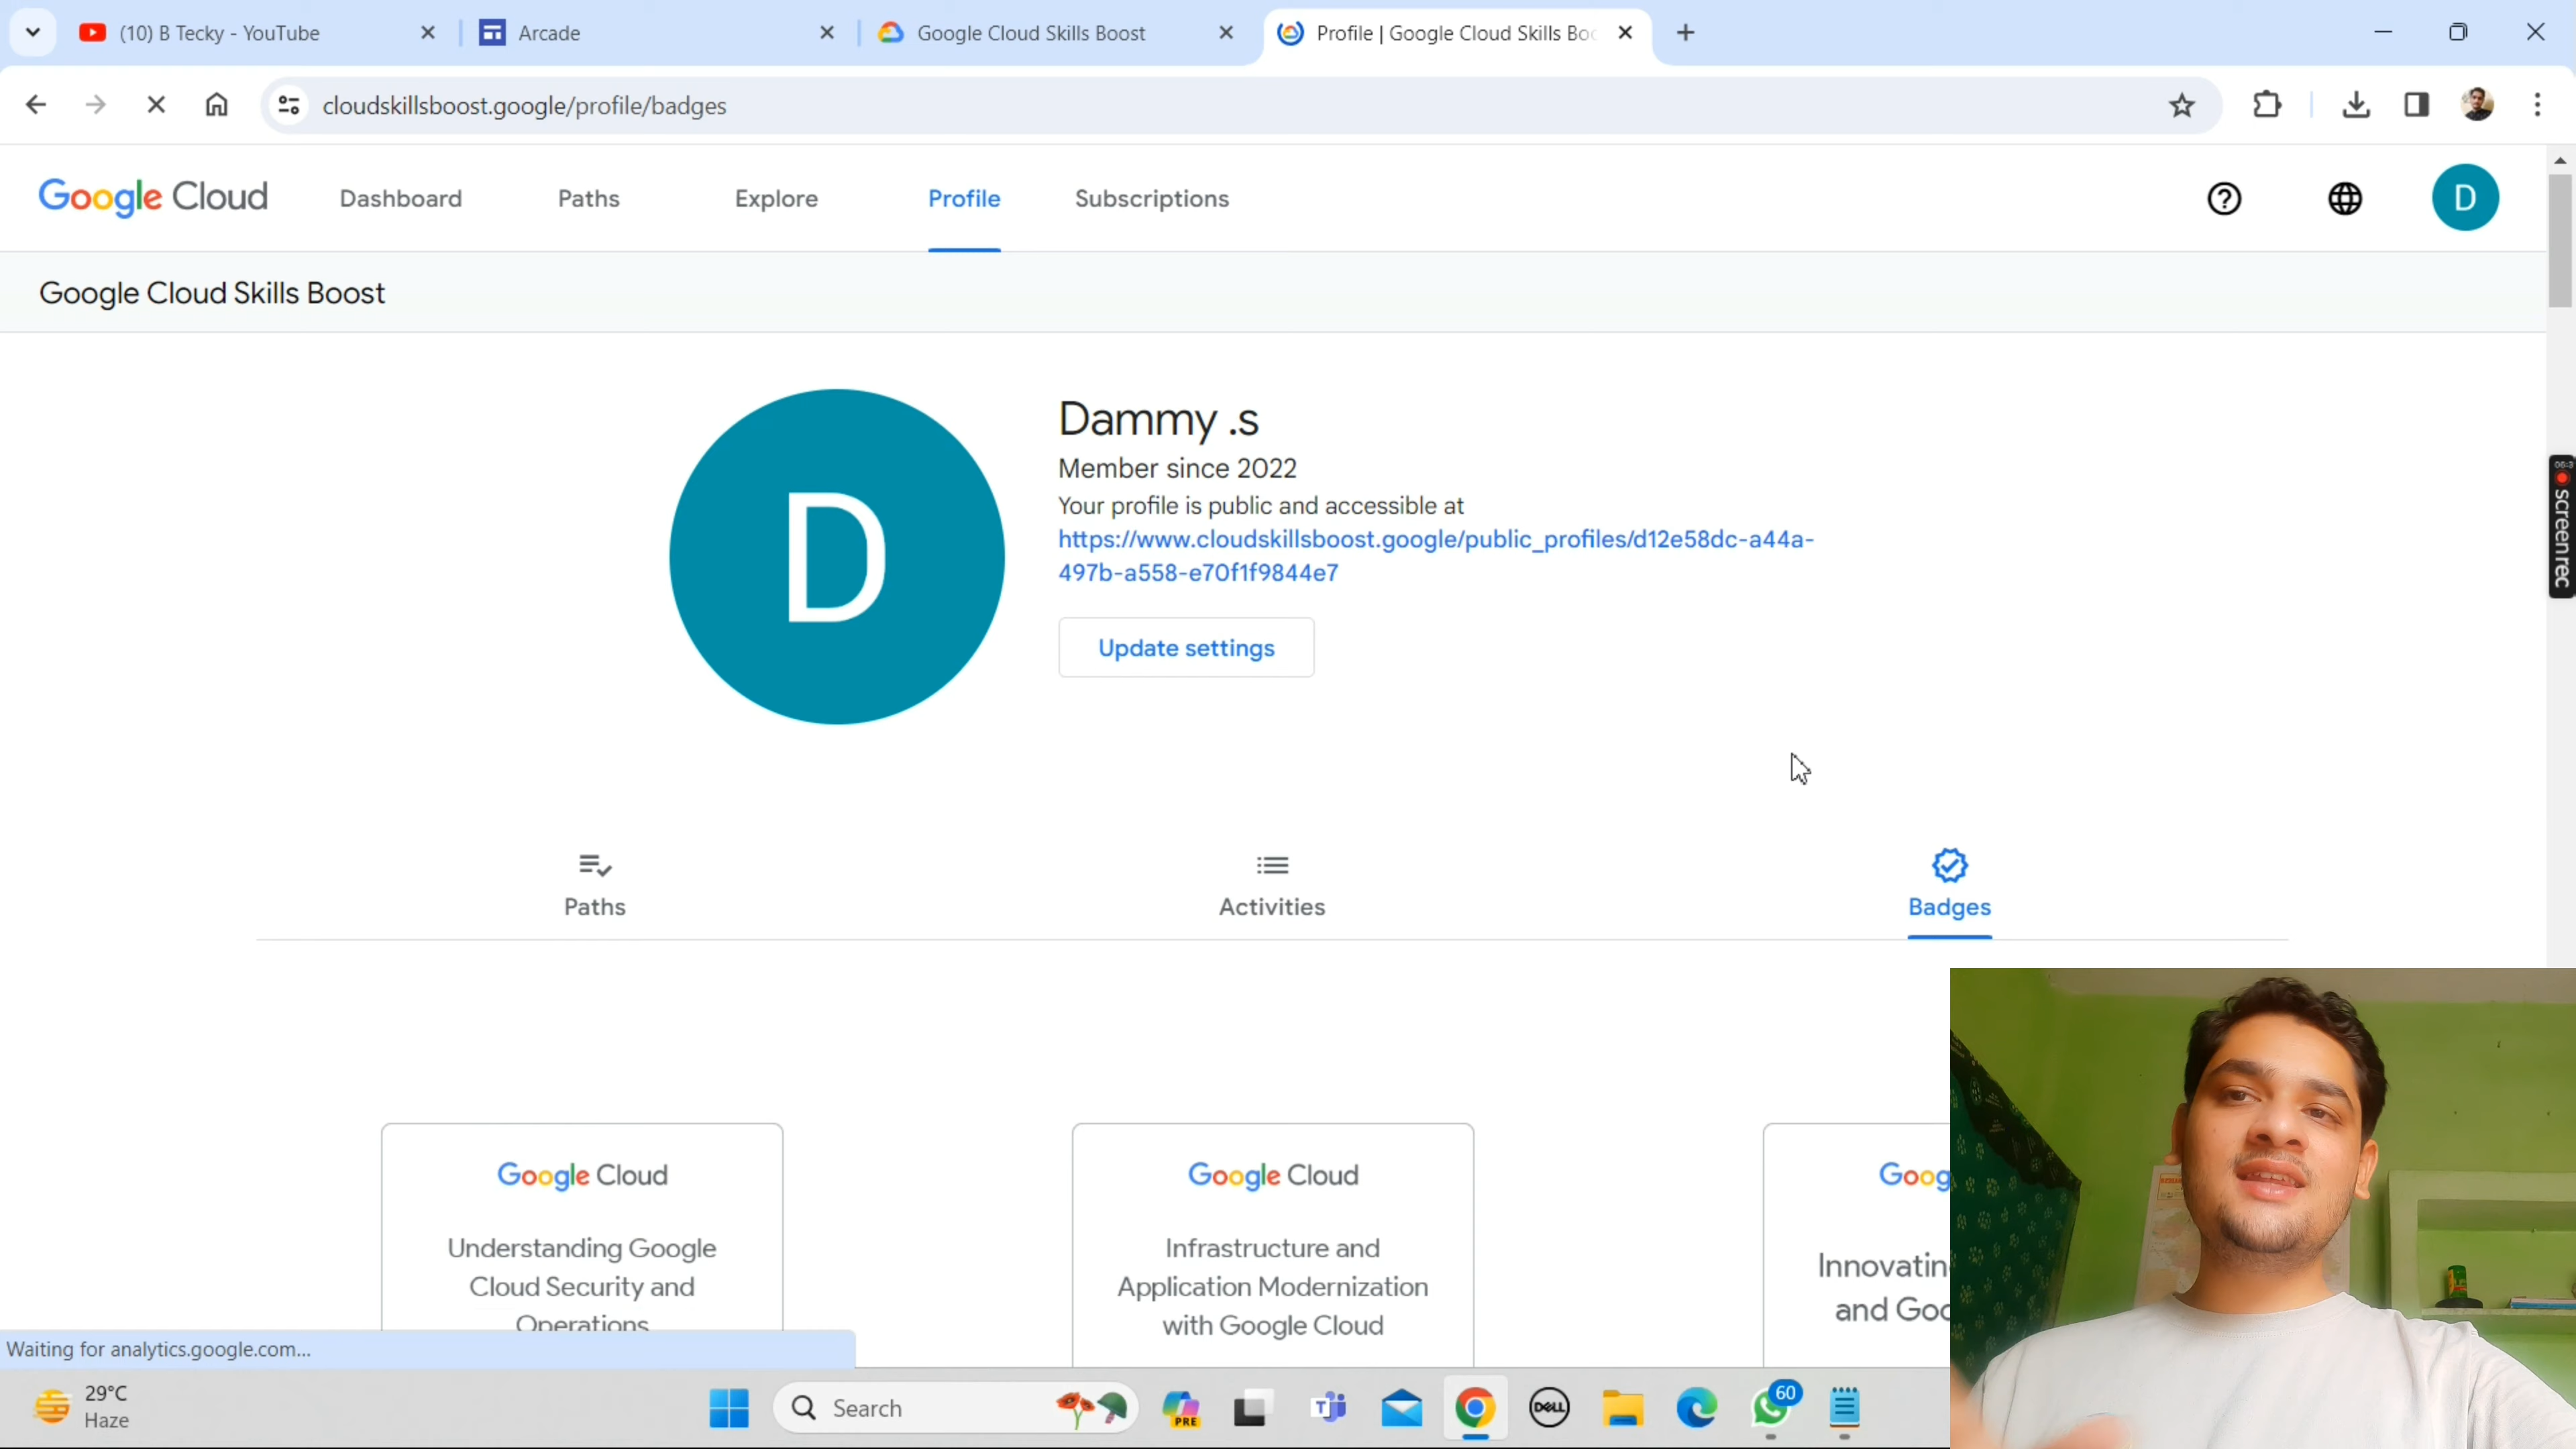 (10) B Tecky - YouTube
Arcade
Google Cloud Skills Boost
Profile | Google Cloud Skills Boo
cloudskillsboost.google/profile/badges
Google Cloud
Dashboard
Paths
Explore
Profile
Subscriptions
D
Google Cloud Skills Boost
D
Dammy .s
Member since 2022
Your profile is public and accessible at
https://www.cloudskillsboost.google/public_profiles/d12e58dc-a44a-
497b-a558-e70f1f9844e7
Update settings
screenrec
Paths
Activities
Badges
Google Cloud
Understanding Google
Cloud Security and
Operations
Google Cloud
Infrastructure and
Application Modernization
with Google Cloud
Goog
Innovatin
and Goo
Waiting for analytics.google.com...
29°C
Haze
Search
PRE
DELL
60